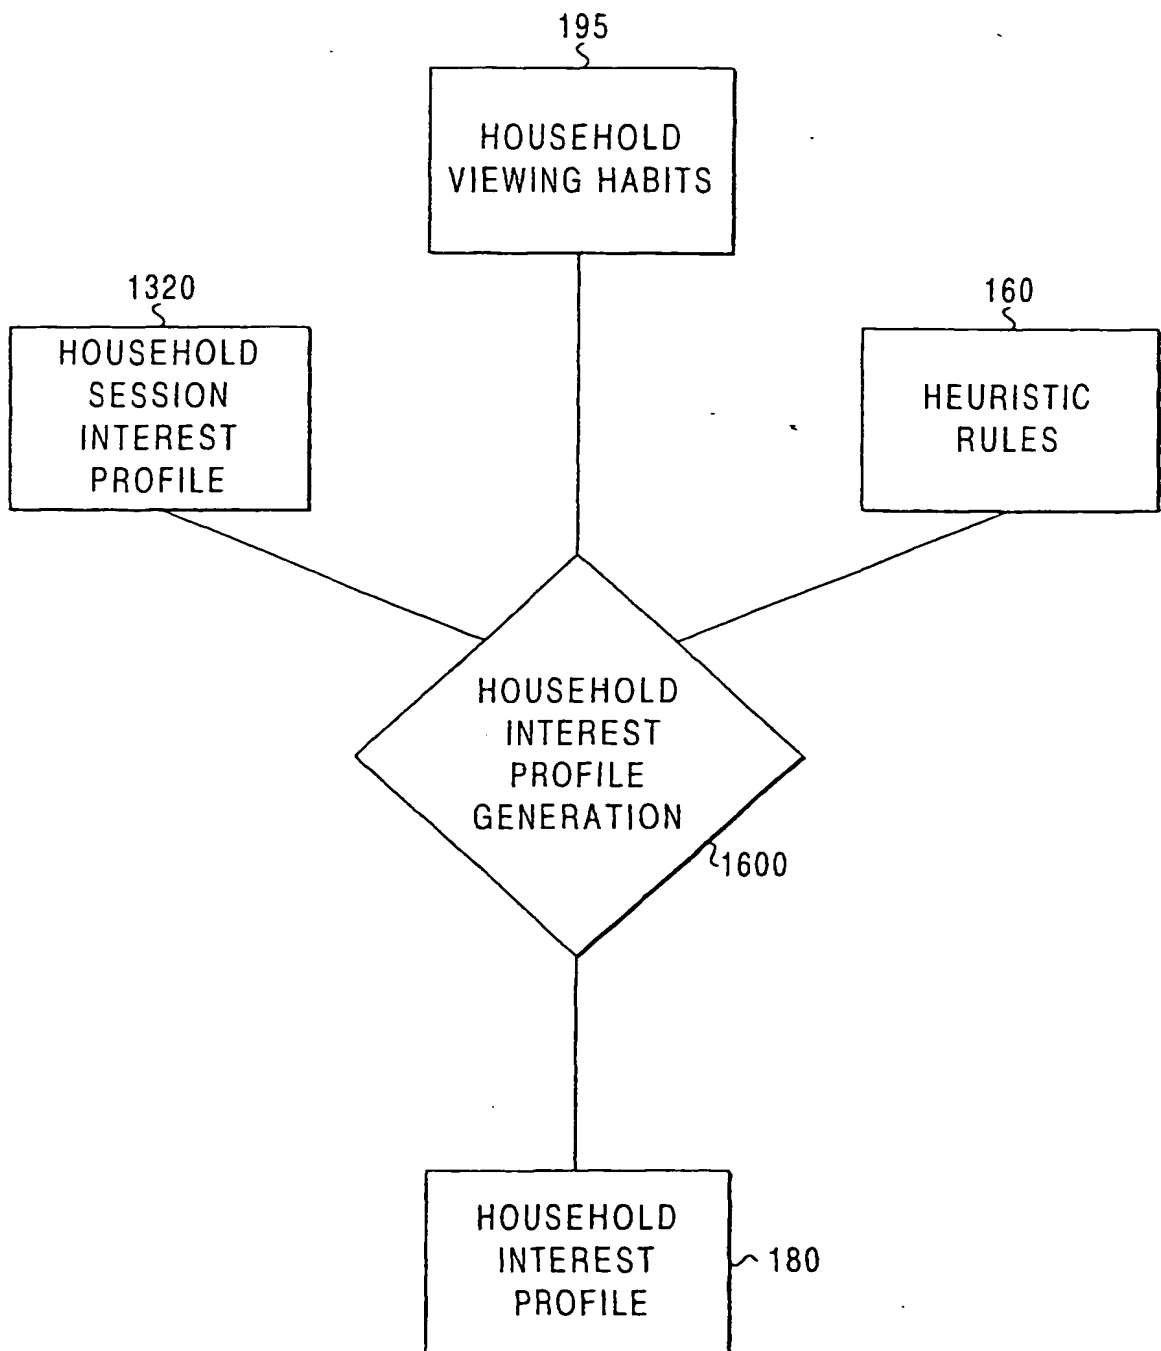 195
HOUSEHOLD
VIEWING HABITS
1320
HOUSEHOLD
SESSION
INTEREST
PROFILE
160
HEURISTIC
RULES
HOUSEHOLD
INTEREST
PROFILE
GENERATION
1600
HOUSEHOLD
INTEREST
PROFILE
180